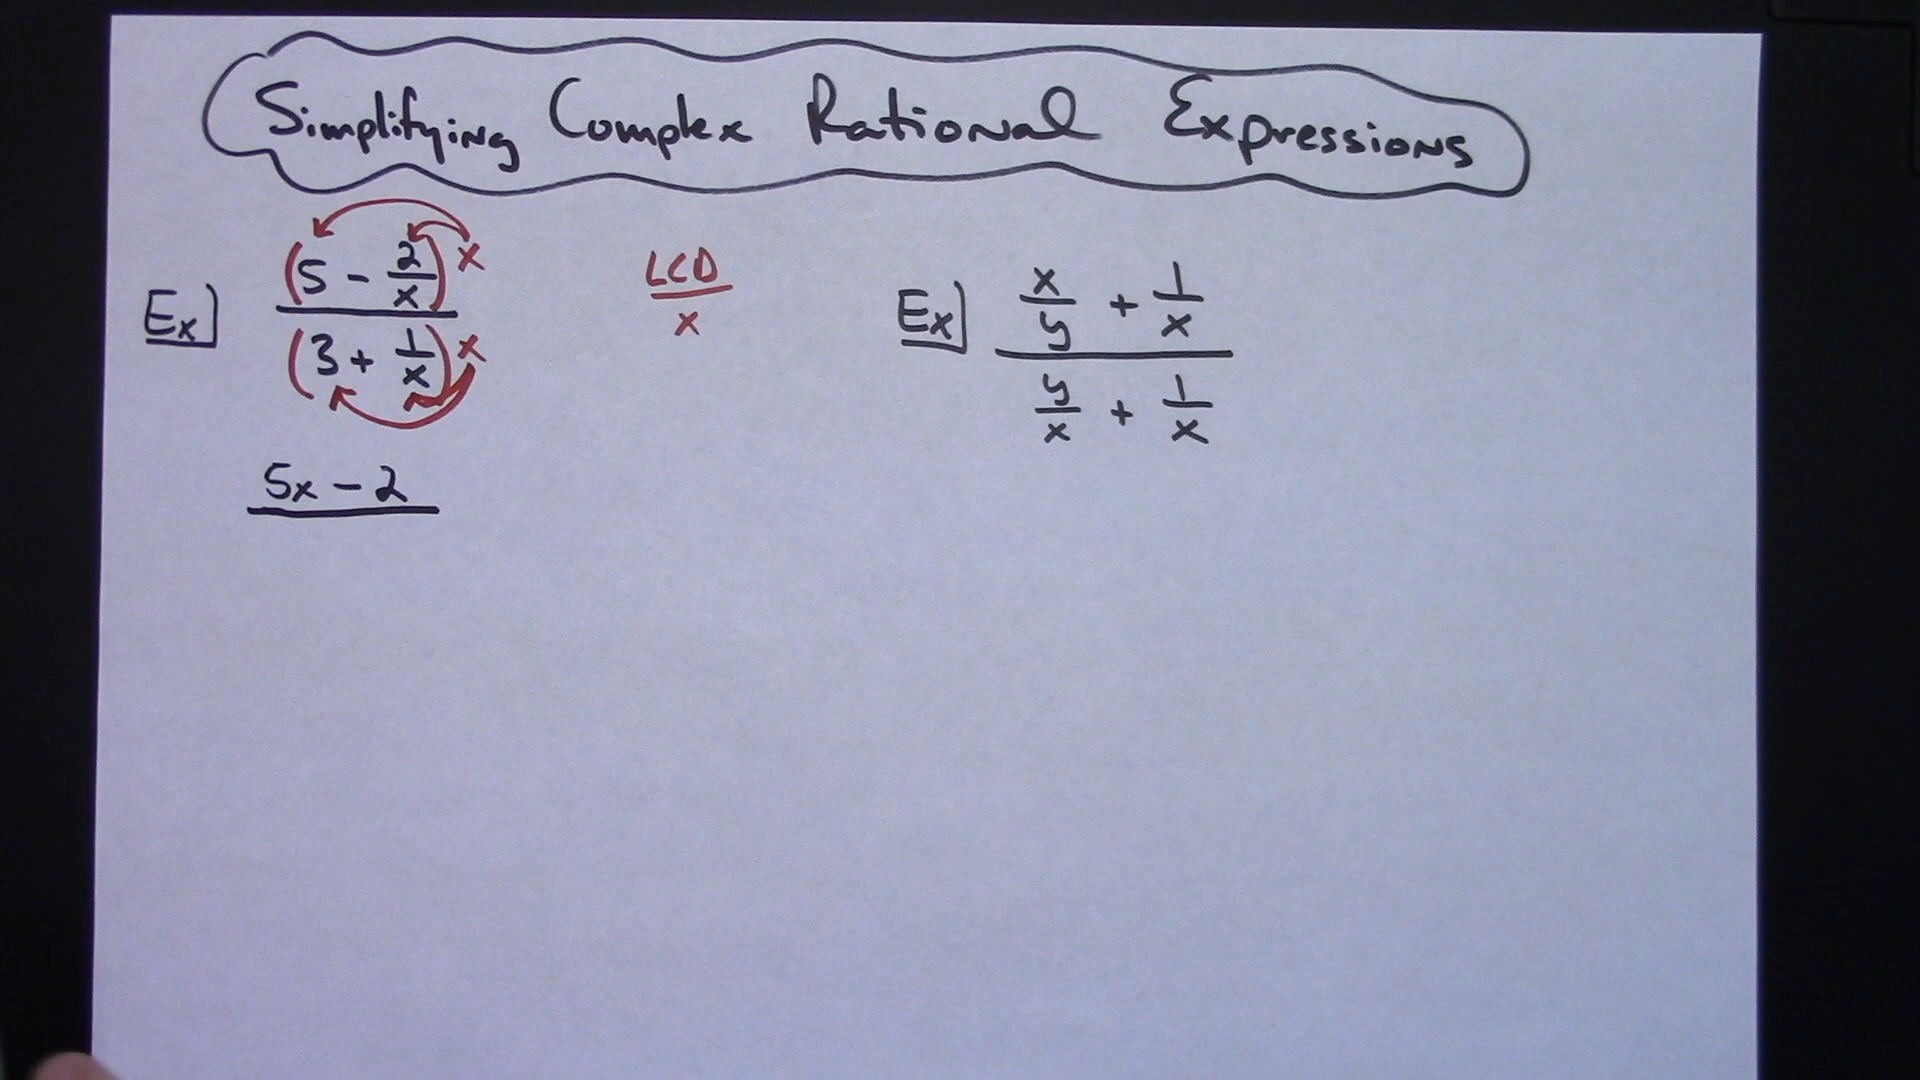 Simplifying Complex Rational Expressions
Ex] (5 - 2/x) x
(3 + 1/x) x
5x - 2
LCD
x
Ex] x/y + 1/x
y/x + 1/x